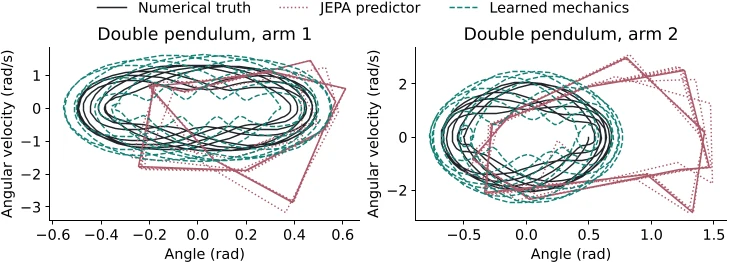 Numerical truth JEPA predictor Learned mechanics
Double pendulum, arm 1
Angular velocity (rad/s)
1
0
−1
−2
−3
−0.6 −0.4 −0.2 0.0 0.2 0.4 0.6
Angle (rad)
Double pendulum, arm 2
Angular velocity (rad/s)
2
0
−2
−0.5 0.0 0.5 1.0 1.5
Angle (rad)